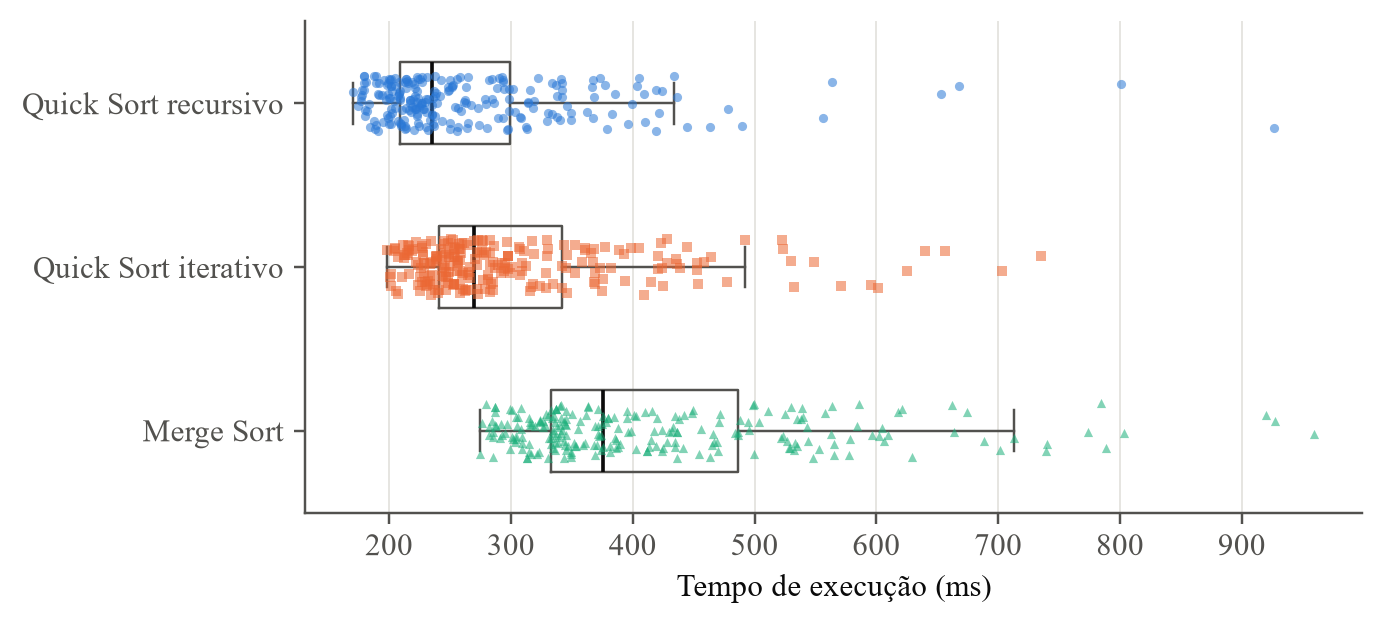 Quick Sort recursivo
Quick Sort iterativo
Merge Sort
200 300 400 500 600 700 800 900
Tempo de execução (ms)